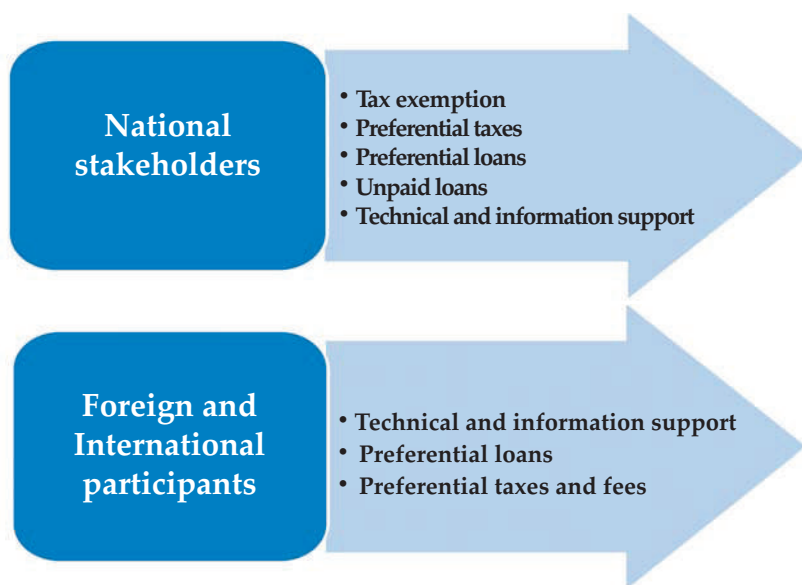 National
stakeholders
• Tax exemption
• Preferential taxes
• Preferential loans
• Unpaid loans
• Technical and information support
Foreign and
International
participants
• Technical and information support
• Preferential loans
• Preferential taxes and fees